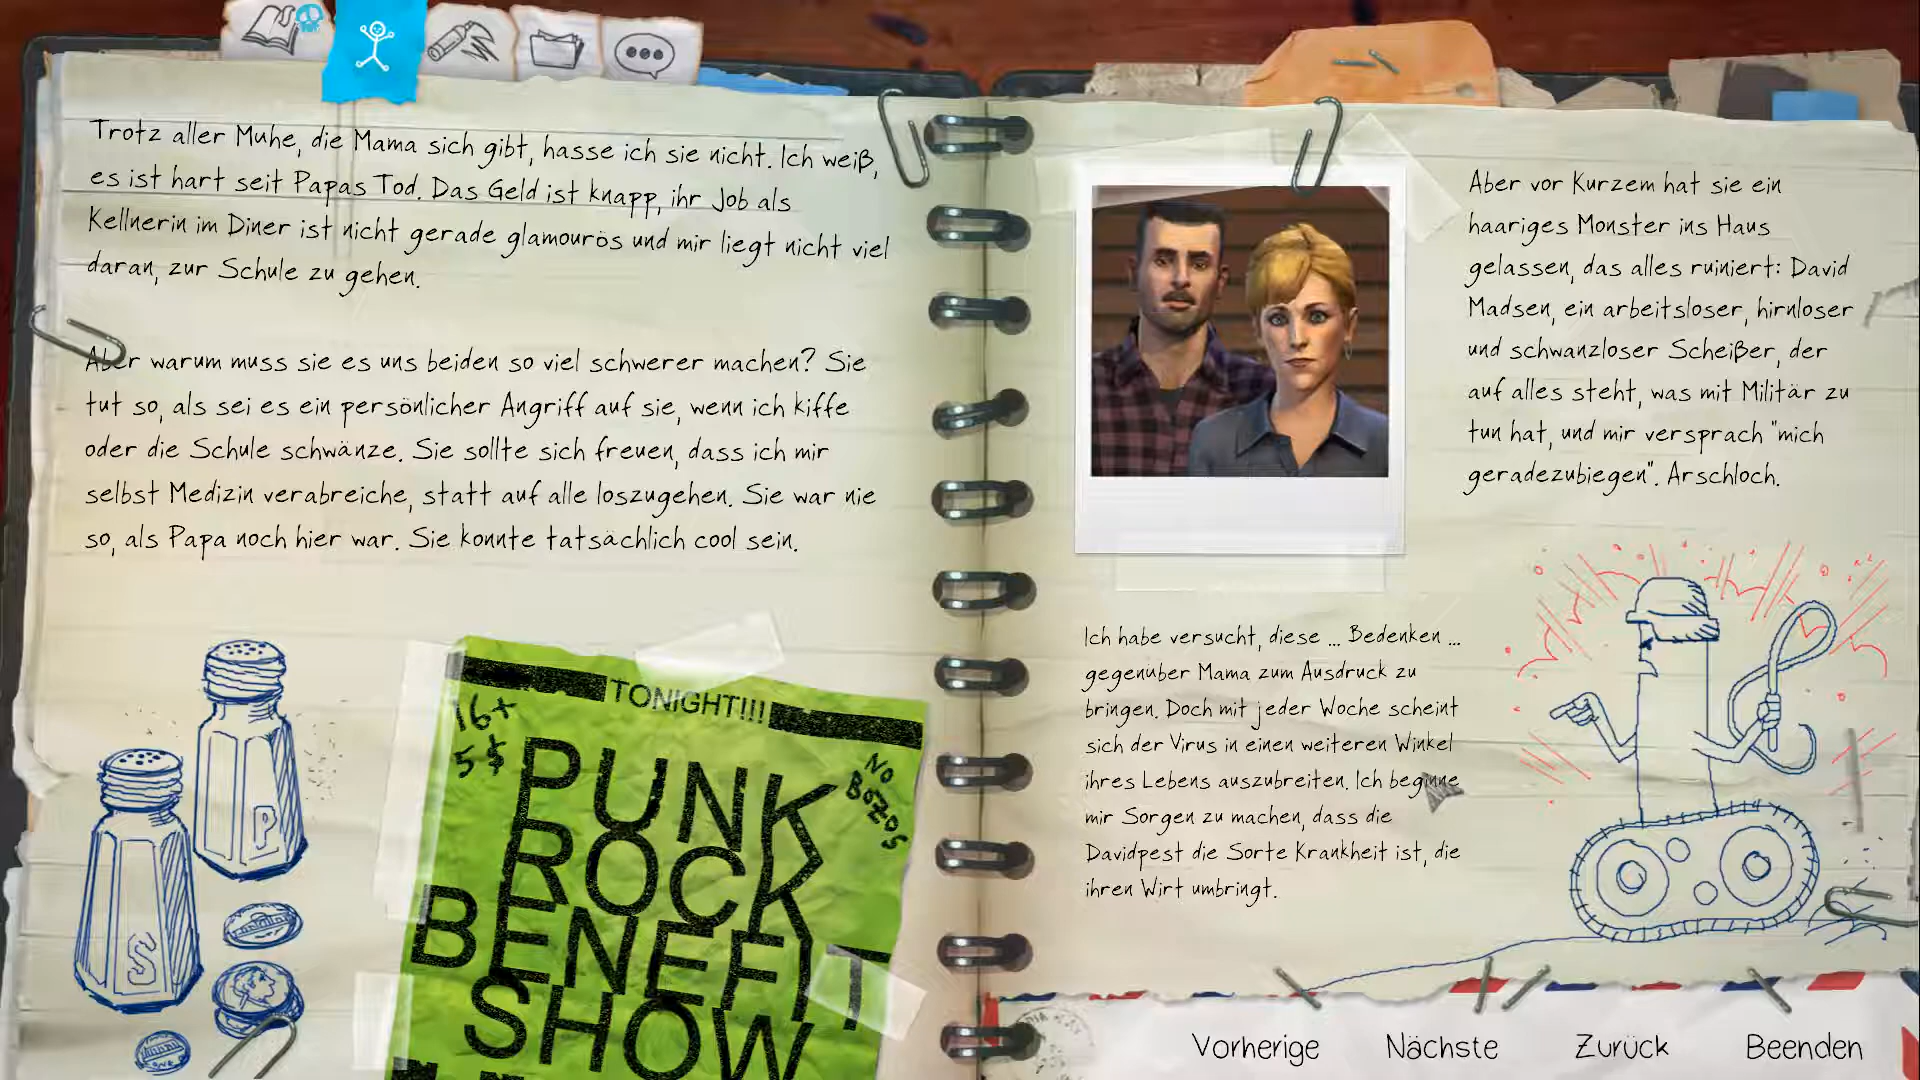 Trotz aller Muhe, die Mama sich gibt, hasse ich sie nicht. Ich weiß,
es ist hart seit Papas Tod. Das Geld ist knapp, ihr Job als
Kellnerin im Diner ist nicht gerade glamourös und mir liegt nicht viel
daran, zur Schule zu gehen.
Aber warum muss sie es uns beiden so viel schwerer machen? Sie
tut so, als sei es ein persönlicher Angriff auf sie, wenn ich kiffe
oder die Schule schwänze. Sie sollte sich freuen, dass ich mir
selbst Medizin verabreiche, statt auf alle loszugehen. Sie war nie
so, als Papa noch hier war. Sie konnte tatsächlich cool sein.
P
S
TONIGHT!!!
16+
5$
NO
BOZOS
PUNK
ROCK
BENEFIT
SHOW
Aber vor Kurzem hat sie ein
haariges Monster ins Haus
gelassen, das alles ruiniert: David
Madsen, ein arbeitsloser, hirnloser
und schwanzloser Scheißer, der
auf alles steht, was mit Militär zu
tun hat, und mir versprach "mich
geradezubiegen". Arschloch.
Ich habe versucht, diese ... Bedenken ...
gegenüber Mama zum Ausdruck zu
bringen. Doch mit jeder Woche scheint
sich der Virus in einen weiteren Winkel
ihres Lebens auszubreiten. Ich beginne
mir Sorgen zu machen, dass die
Davidpest die Sorte Krankheit ist, die
ihren Wirt umbringt.
Vorherige
Nächste
Zurück
Beenden